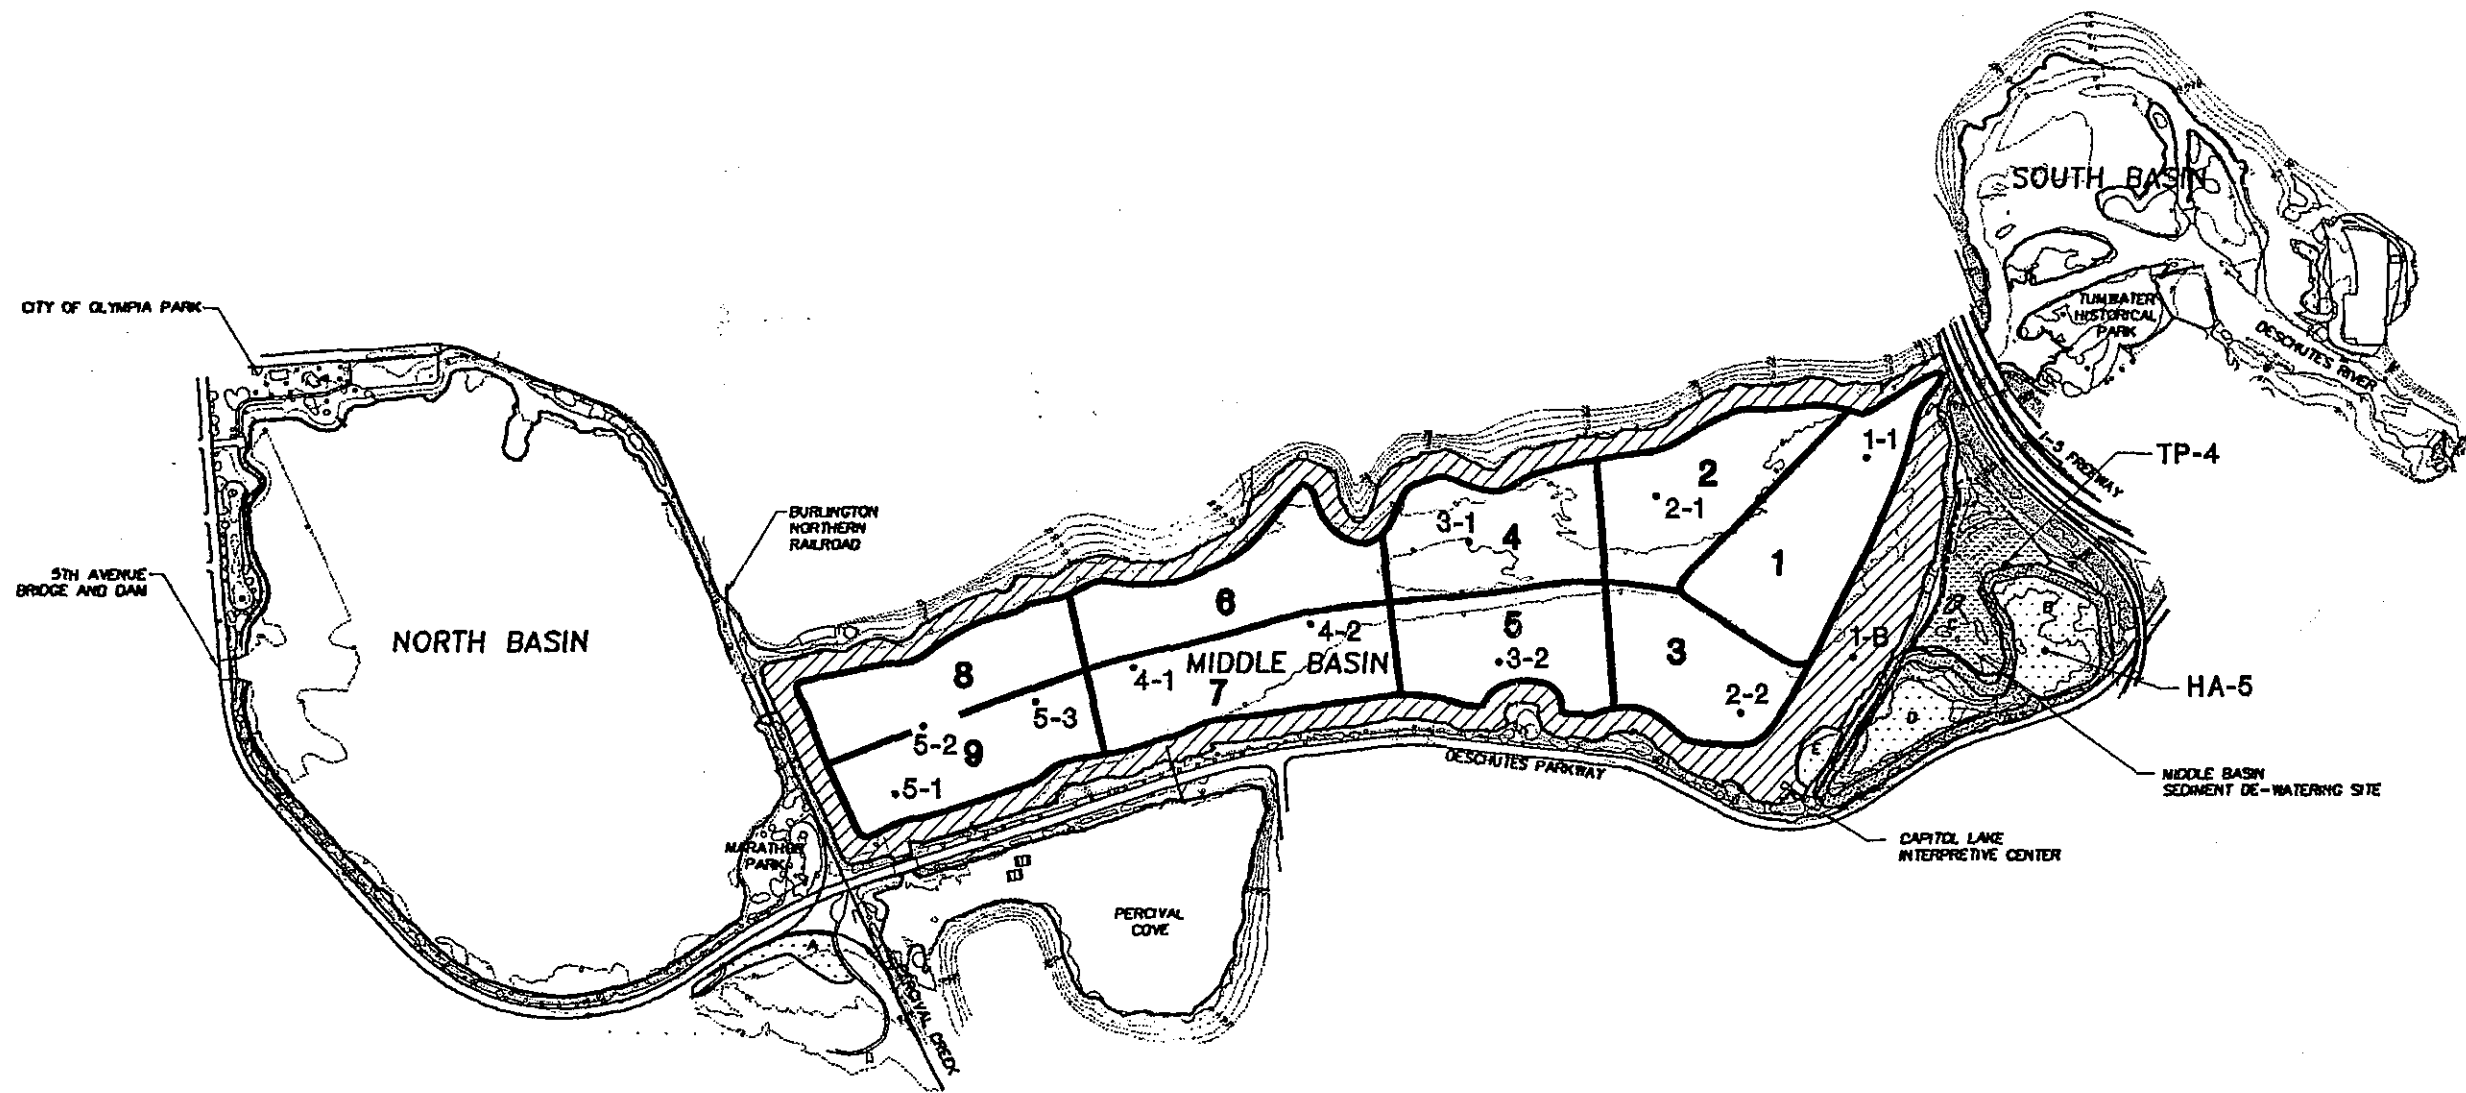 SOUTH BASIN
TUMWATER
HISTORICAL
PARK
DESCHUTES RIVER
CITY OF OLYMPIA PARK
I-5 FREEWAY
1-1
TP-4
2
2-1
BURLINGTON
NORTHERN
RAILROAD
3-1
4
1
5TH AVENUE
BRIDGE AND DAM
6
B
C
NORTH BASIN
4-2
5
3
1-B
MIDDLE BASIN
3-2
8
4-1
7
HA-5
5-3
2-2
D
5-2
9
E
DESCHUTES PARKWAY
5-1
MIDDLE BASIN
SEDIMENT DE-WATERING SITE
MARATHON
PARK
CAPITOL LAKE
INTERPRETIVE CENTER
PERCIVAL
COVE
A
PERCIVAL CREEK